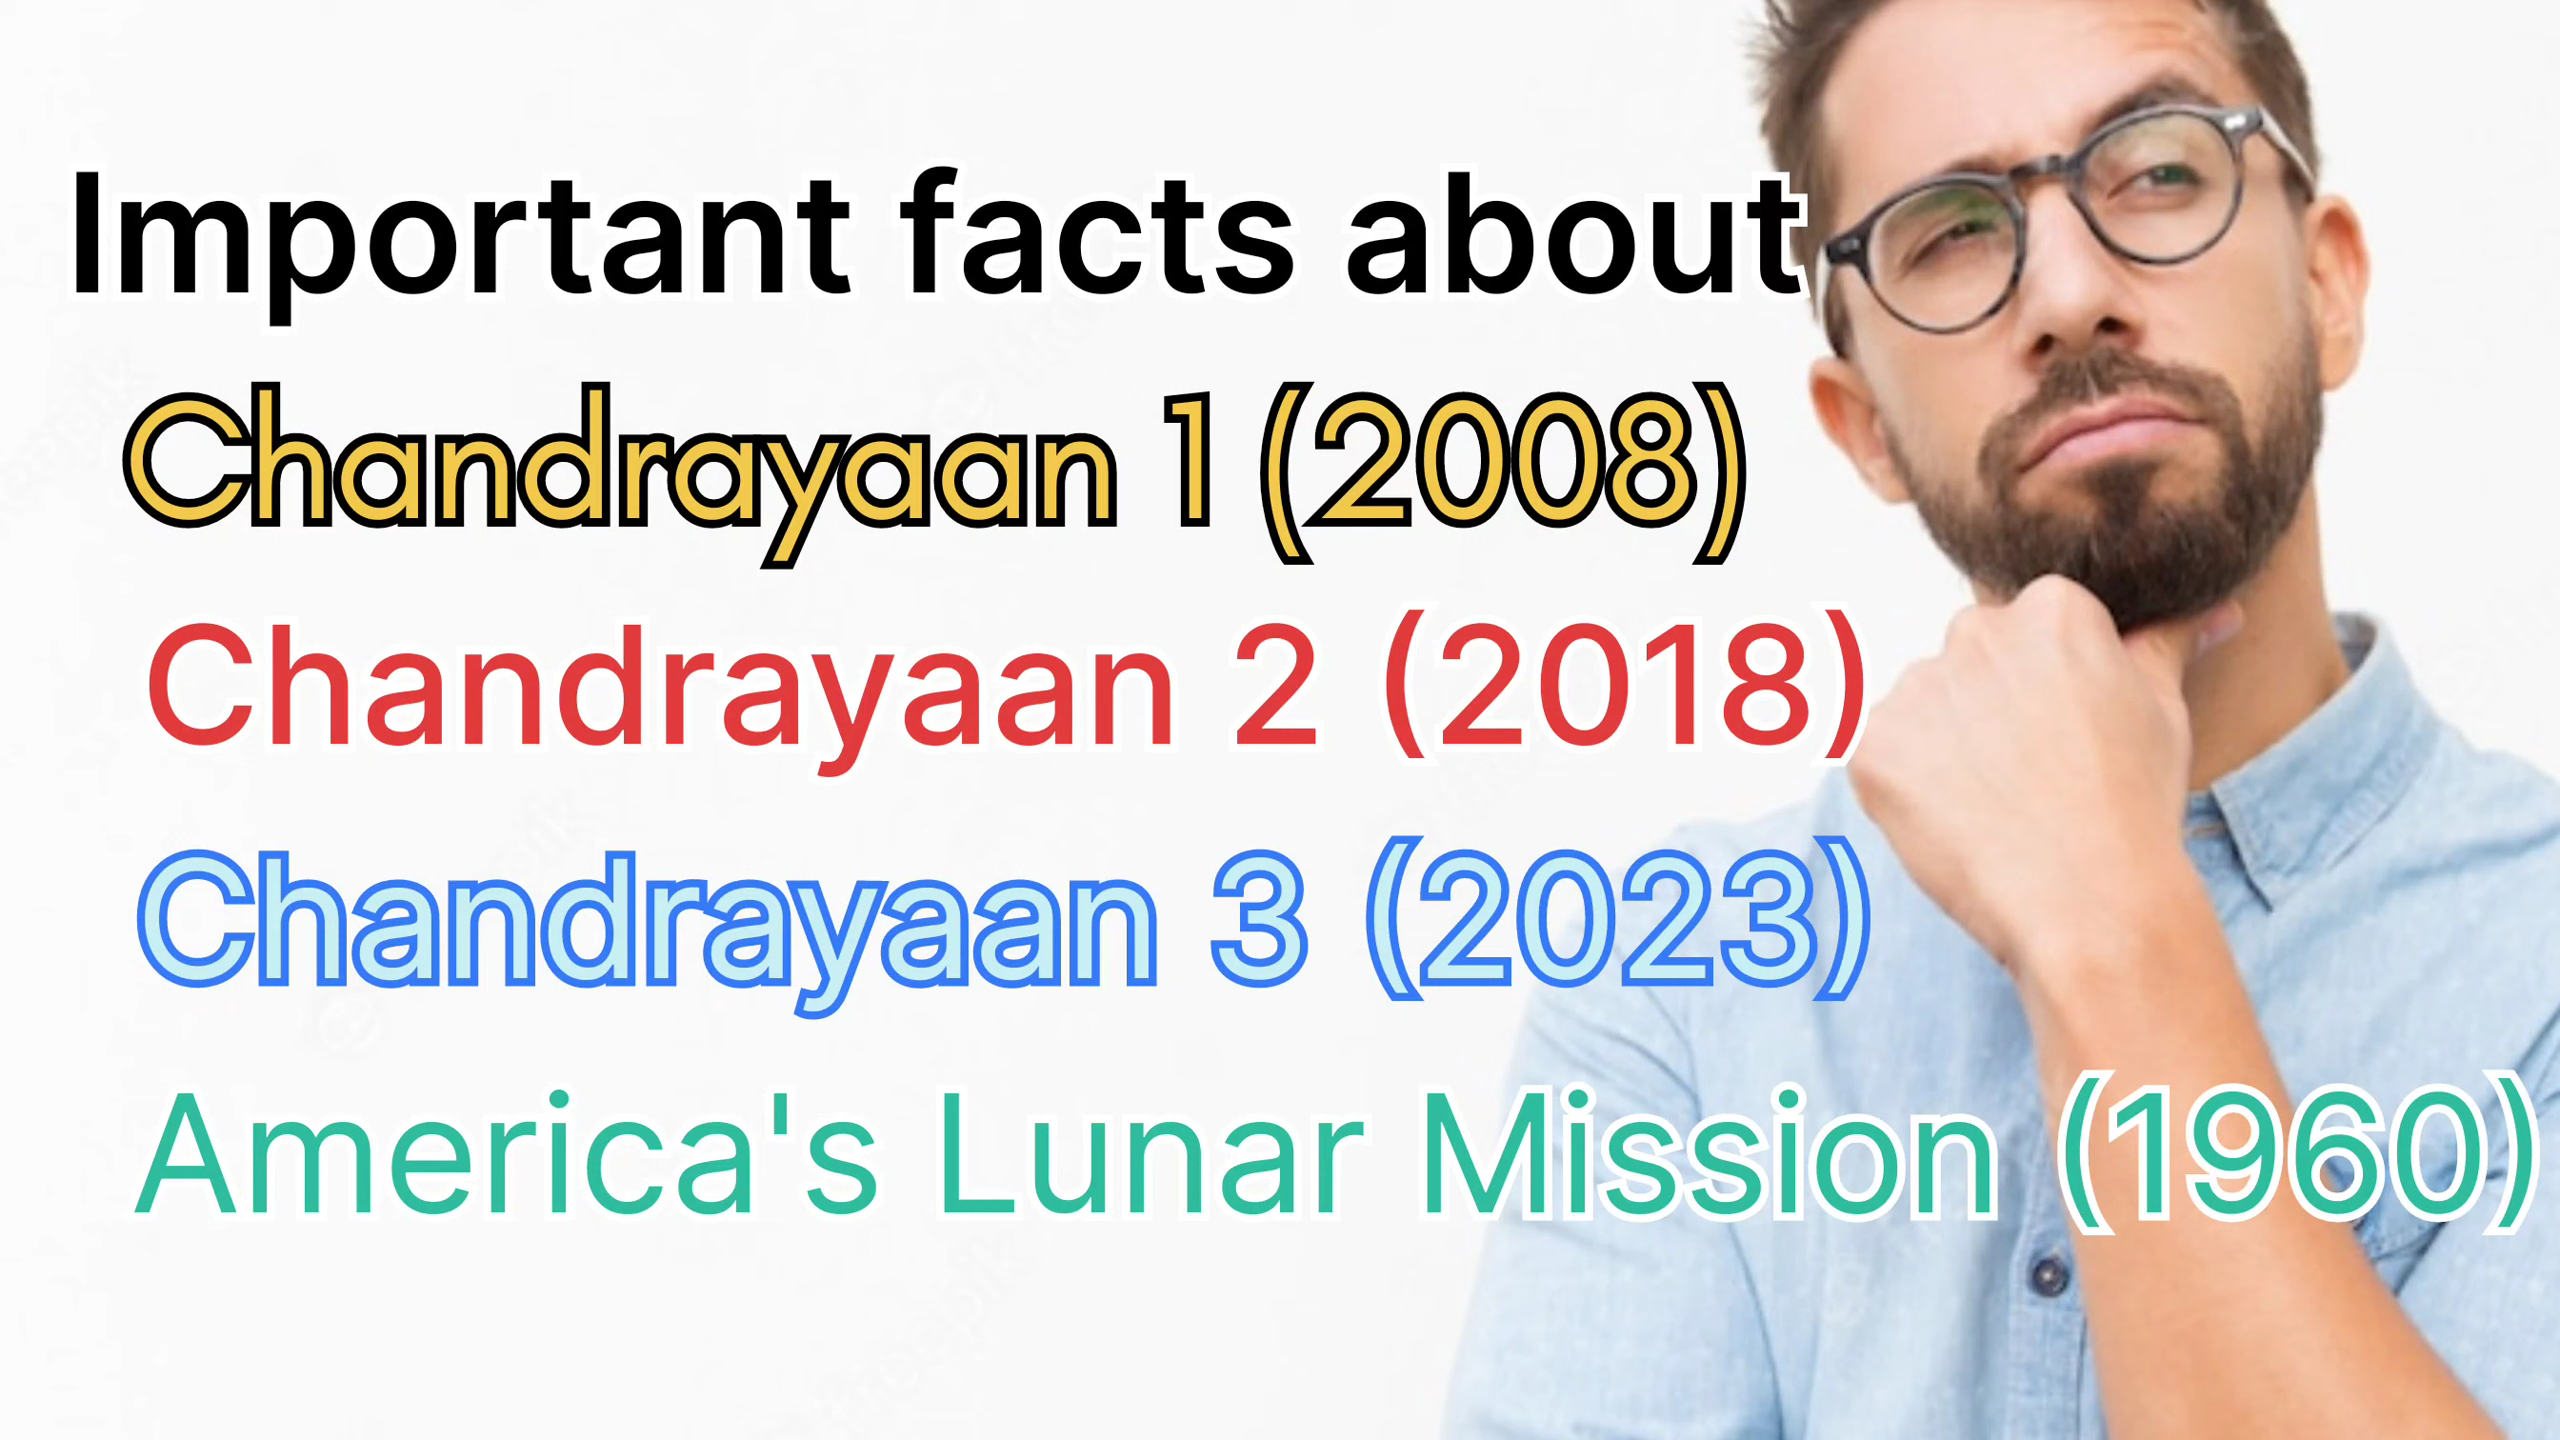 Important facts about
Chandrayaan 1 (2008)
Chandrayaan 2 (2018)
Chandrayaan 3 (2023)
America's Lunar Mission (1960)